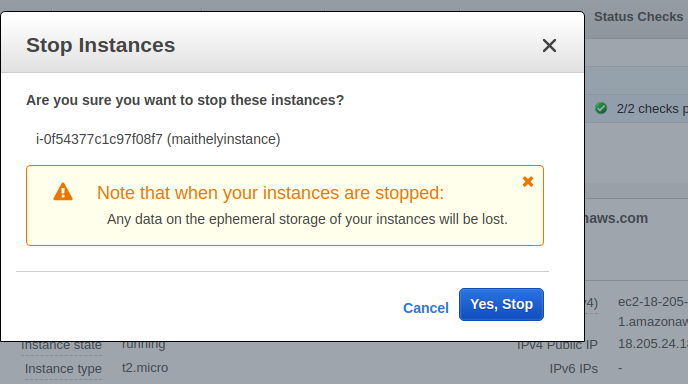 Status Checks
Stop Instances
Are you sure you want to stop these instances?
i-0f54377c1c97f08f7 (maithelyinstance)
2/2 checks p
Note that when your instances are stopped:
Any data on the ephemeral storage of your instances will be lost.
naws.com
Cancel
Yes, Stop
v4)
ec2-18-205-
1.amazonaw
Instance state
running
IPv4 Public IP
18.205.24.18
Instance type
t2.micro
IPv6 IPs
-